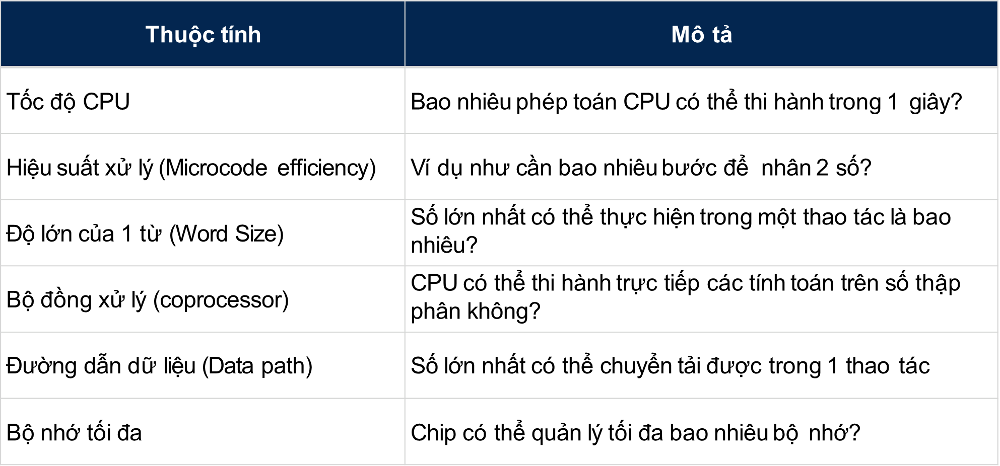 Thuộc tính
Mô tả
Tốc độ CPU
Bao nhiêu phép toán CPU có thể thi hành trong 1 giây?
Hiệu suất xử lý (Microcode efficiency)
Ví dụ như cần bao nhiêu bước để nhân 2 số?
Độ lớn của 1 từ (Word Size)
Số lớn nhất có thể thực hiện trong một thao tác là bao
nhiêu?
Bộ đồng xử lý (coprocessor)
CPU có thể thi hành trực tiếp các tính toán trên số thập
phân không?
Đường dẫn dữ liệu (Data path)
Số lớn nhất có thể chuyển tải được trong 1 thao tác
Bộ nhớ tối đa
Chip có thể quản lý tối đa bao nhiêu bộ nhớ?